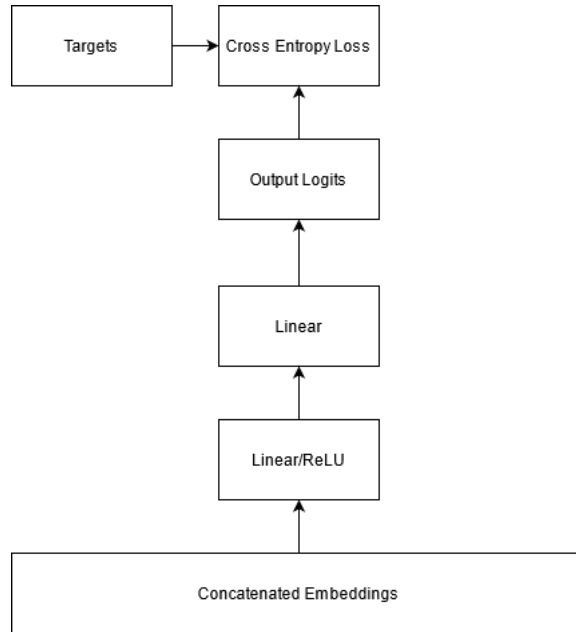 Targets
Cross Entropy Loss
Output Logits
Linear
Linear/ReLU
Concatenated Embeddings